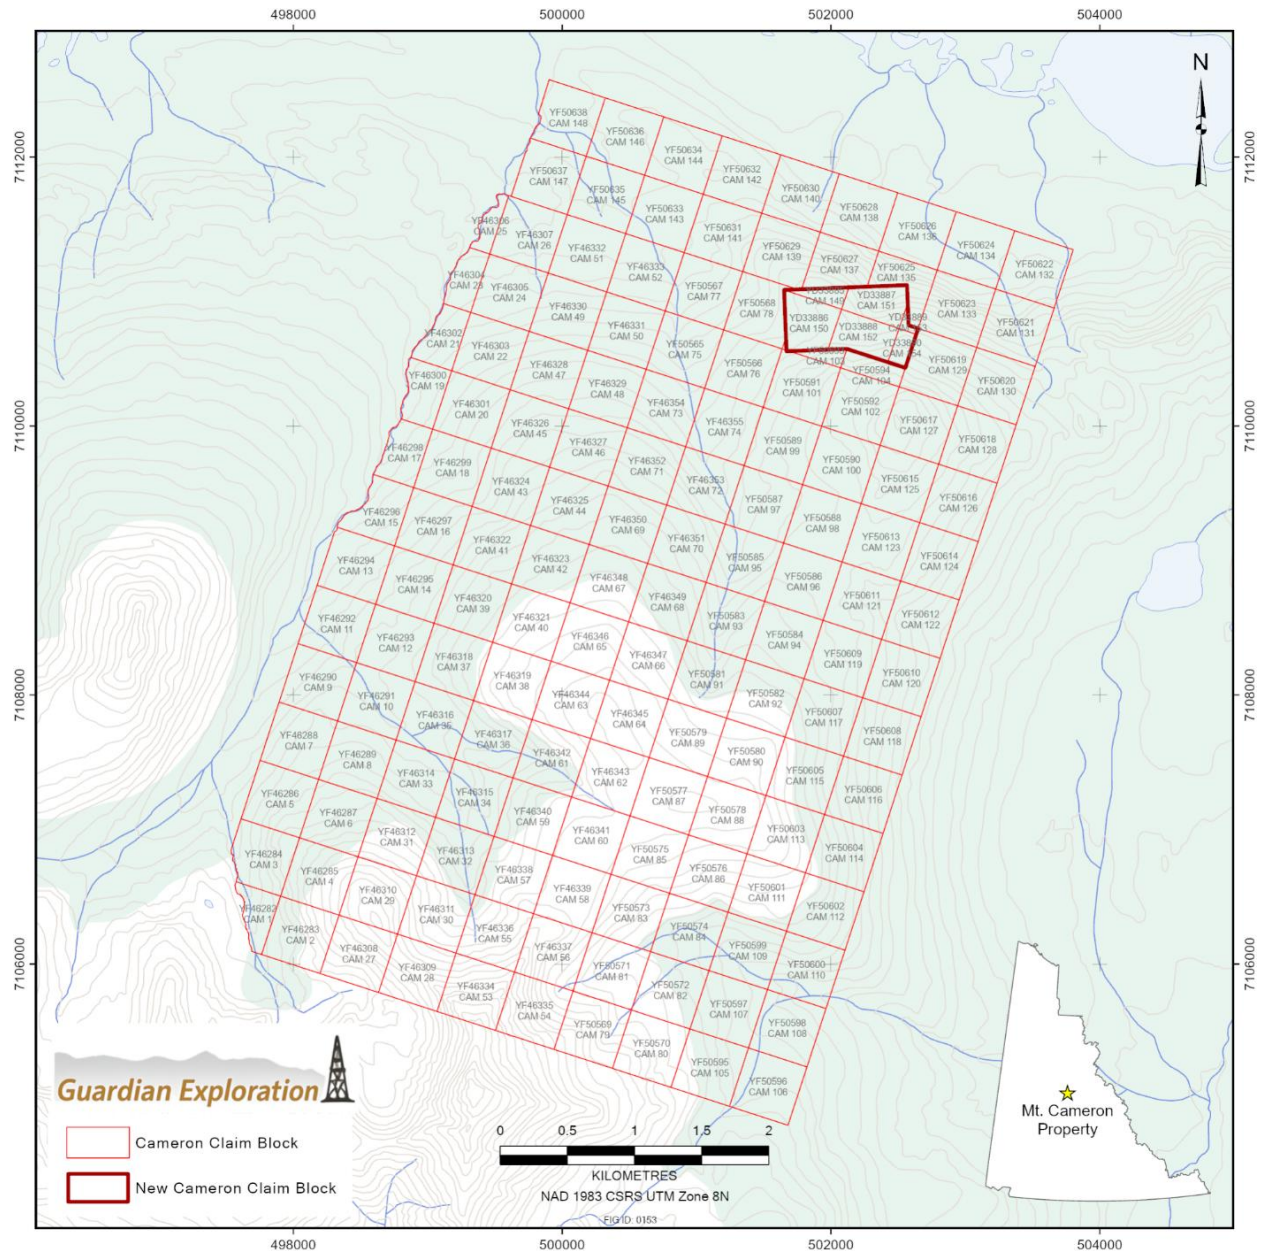 498000 500000 502000 504000
N
7112000 7112000
7110000 7110000
7108000 7108000
7106000 7106000
YF50638
CAM 148
YF50636
CAM 146
YF50634
CAM 144
YF50632
CAM 142
YF50630
CAM 140
YF50628
CAM 138
YF50626
CAM 136
YF50624
CAM 134
YF50622
CAM 132
YF50637
CAM 147
YF50635
CAM 145
YF50633
CAM 143
YF50631
CAM 141
YF50629
CAM 139
YF50627
CAM 137
YF50625
CAM 135
YF50623
CAM 133
YF50621
CAM 131
YF46306
CAM 25
YF46307
CAM 26
YF46332
CAM 51
YF46333
CAM 52
YF50567
CAM 77
YF50568
CAM 78
CAM 149
YD33887
CAM 151
YD33886
CAM 150
YD33888
CAM 152
YF50619
CAM 129
YF50620
CAM 130
YF46304
CAM 23
YF46305
CAM 24
YF46330
CAM 49
YF46331
CAM 50
YF50565
CAM 75
YF50566
CAM 76
YF50591
CAM 101
CAM 103
YF50594
CAM 104
YF50592
CAM 102
YF50617
CAM 127
YF50618
CAM 128
YF46302
CAM 21
YF46303
CAM 22
YF46328
CAM 47
YF46329
CAM 48
YF46354
CAM 73
YF46355
CAM 74
YF50589
CAM 99
YF50590
CAM 100
YF50615
CAM 125
YF50616
CAM 126
YF46300
CAM 19
YF46301
CAM 20
YF46326
CAM 45
YF46327
CAM 46
YF46352
CAM 71
YF46353
CAM 72
YF50587
CAM 97
YF50588
CAM 98
YF50613
CAM 123
YF50614
CAM 124
YF46298
CAM 17
YF46299
CAM 18
YF46324
CAM 43
YF46325
CAM 44
YF46350
CAM 69
YF46351
CAM 70
YF50585
CAM 95
YF50586
CAM 96
YF50611
CAM 121
YF50612
CAM 122
YF46296
CAM 15
YF46297
CAM 16
YF46322
CAM 41
YF46323
CAM 42
YF46348
CAM 67
YF46349
CAM 68
YF50583
CAM 93
YF50584
CAM 94
YF50609
CAM 119
YF50610
CAM 120
YF46294
CAM 13
YF46295
CAM 14
YF46320
CAM 39
YF46321
CAM 40
YF46346
CAM 65
YF46347
CAM 66
YF50581
CAM 91
YF50582
CAM 92
YF50607
CAM 117
YF50608
CAM 118
YF46292
CAM 11
YF46293
CAM 12
YF46318
CAM 37
YF46319
CAM 38
YF46344
CAM 63
YF46345
CAM 64
YF50579
CAM 89
YF50580
CAM 90
YF50605
CAM 115
YF50606
CAM 116
YF46290
CAM 9
YF46291
CAM 10
YF46316
CAM 35
YF46317
CAM 36
YF46342
CAM 61
YF46343
CAM 62
YF50577
CAM 87
YF50578
CAM 88
YF50603
CAM 113
YF50604
CAM 114
YF46288
CAM 7
YF46289
CAM 8
YF46314
CAM 33
YF46315
CAM 34
YF46340
CAM 59
YF46341
CAM 60
YF50575
CAM 85
YF50576
CAM 86
YF50601
CAM 111
YF50602
CAM 112
YF46286
CAM 5
YF46287
CAM 6
YF46312
CAM 31
YF46313
CAM 32
YF46338
CAM 57
YF46339
CAM 58
YF50573
CAM 83
YF50574
CAM 84
YF50599
CAM 109
YF50600
CAM 110
YF46284
CAM 3
YF46285
CAM 4
YF46310
CAM 29
YF46311
CAM 30
YF46336
CAM 55
YF46337
CAM 56
YF50571
CAM 81
YF50572
CAM 82
YF50597
CAM 107
YF50598
CAM 108
YF46282
CAM 1
YF46283
CAM 2
YF46308
CAM 27
YF46309
CAM 28
YF46334
CAM 53
YF46335
CAM 54
YF50569
CAM 79
YF50570
CAM 80
YF50595
CAM 105
YF50596
CAM 106
Guardian Exploration
Cameron Claim Block
New Cameron Claim Block
0 0.5 1 1.5 2
KILOMETRES
NAD 1983 CSRS UTM Zone 8N
FIG ID: 0153
Mt. Cameron
Property
498000 500000 502000 504000